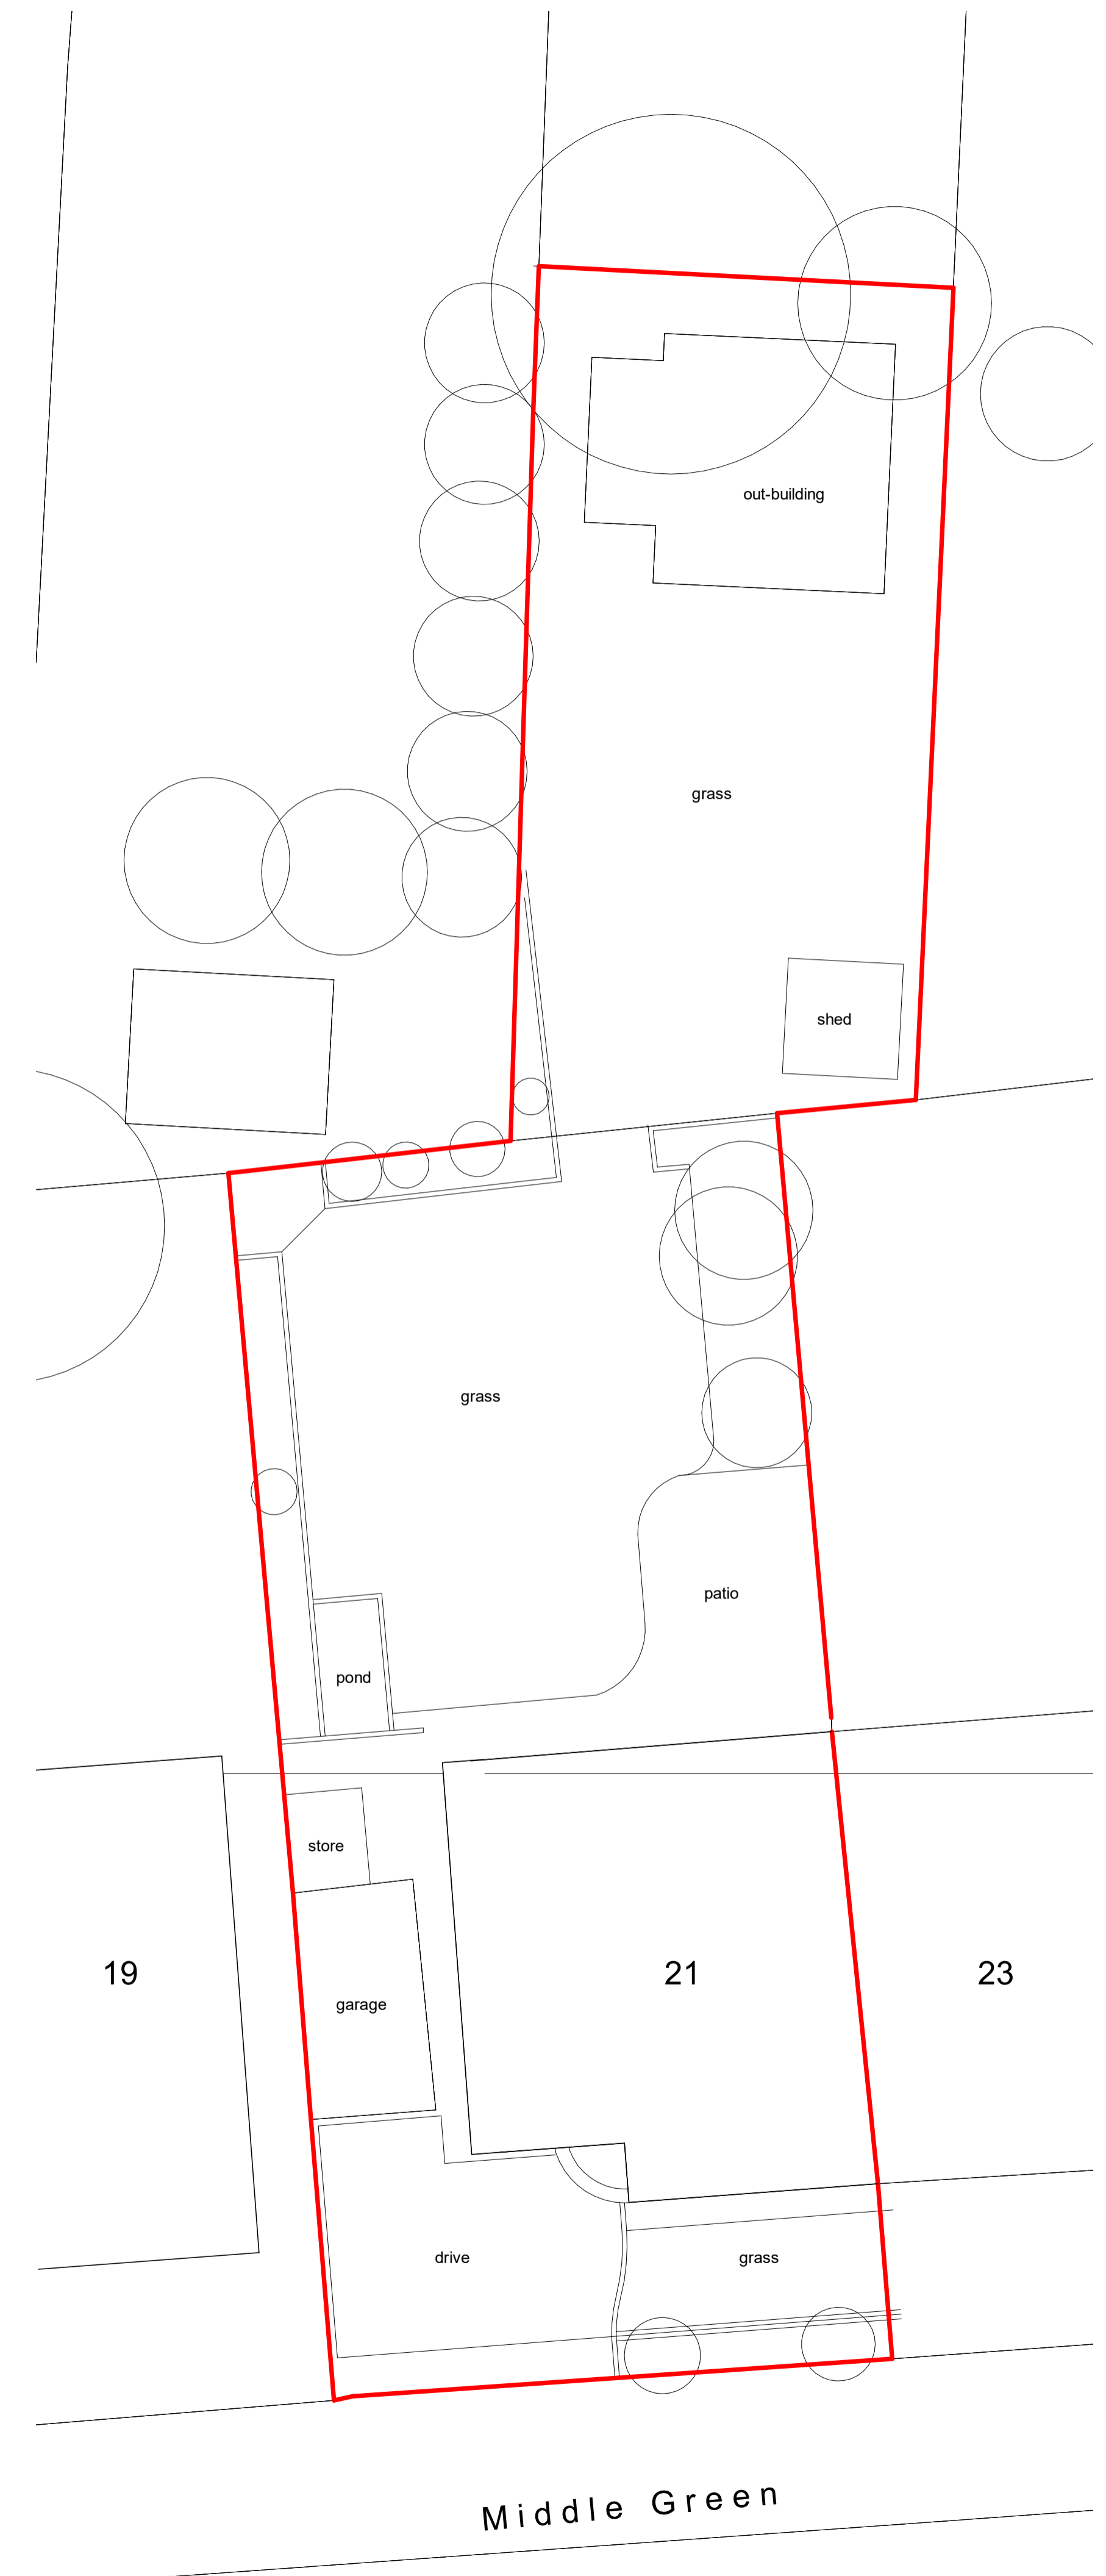 out-building
grass
shed
grass
patio
pond
store
19
21
23
garage
drive
grass
Middle Green